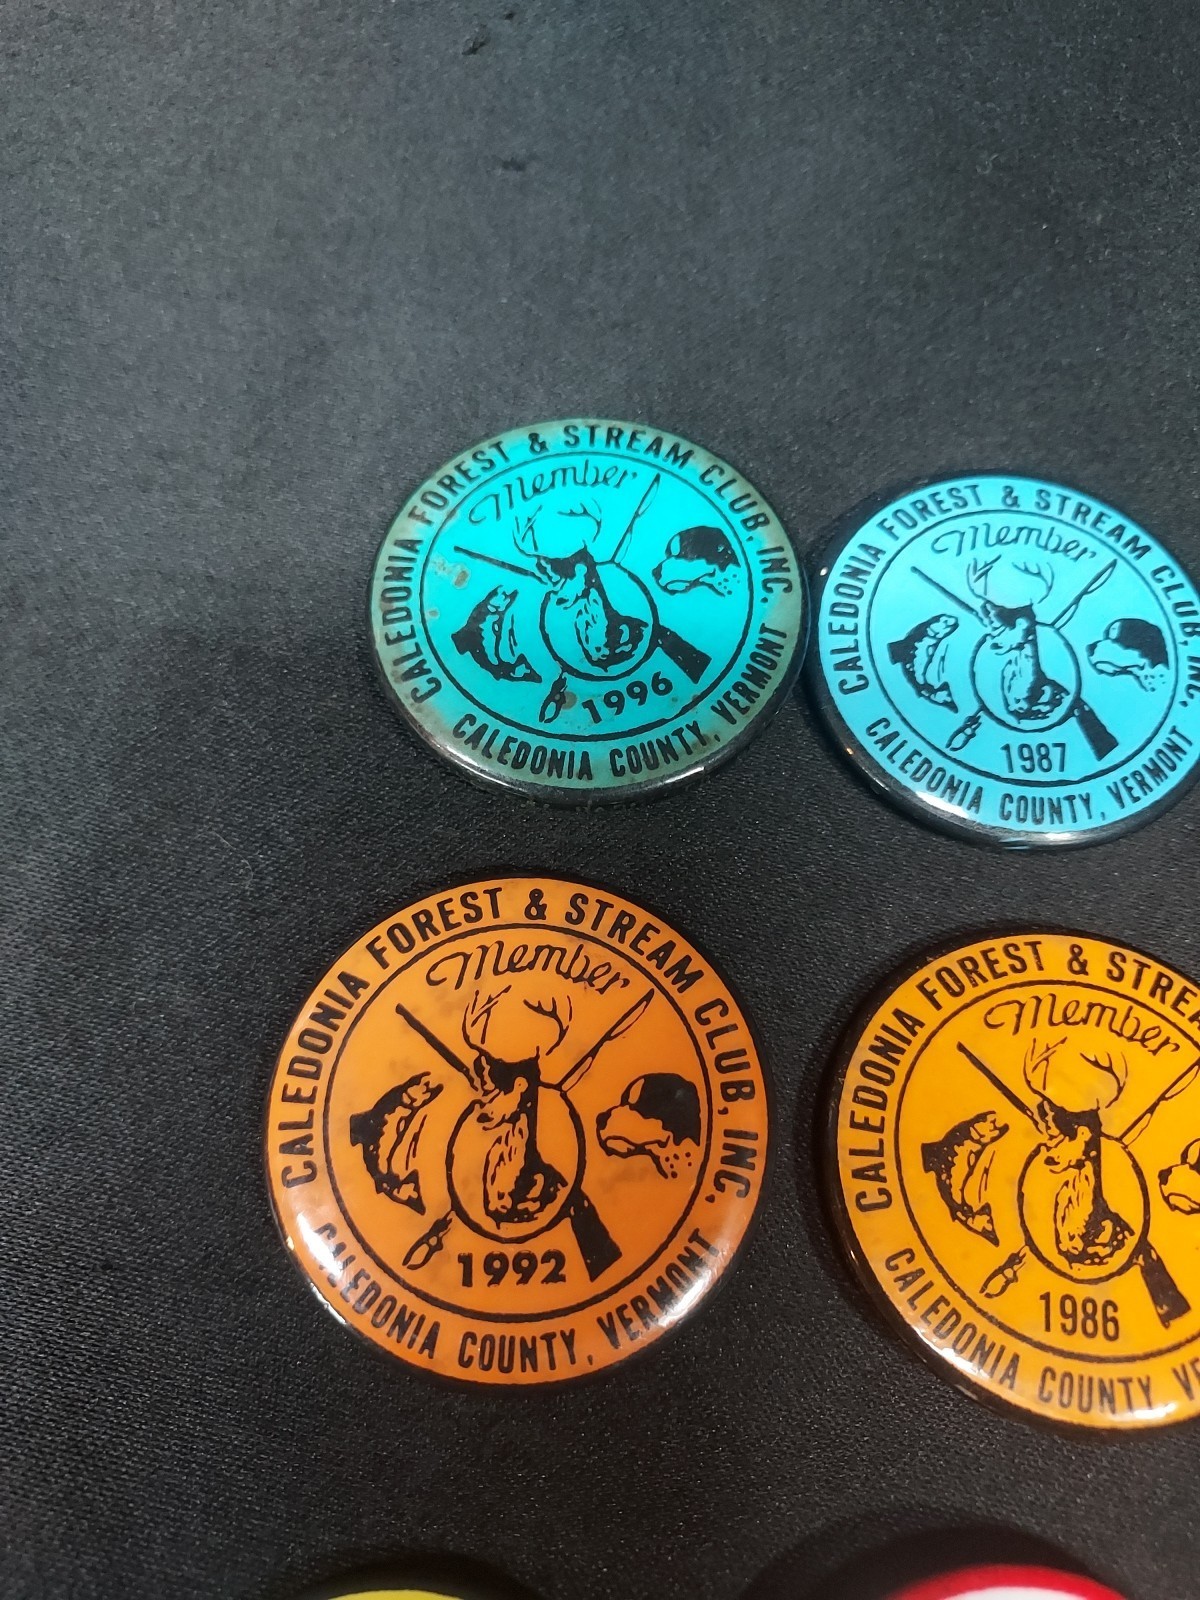 CALEDONIA FOREST & STREAM CLUB, INC.
Member
1996
CALEDONIA COUNTY, VERMONT
CALEDONIA FOREST & STREAM CLUB, INC.
Member
1987
CALEDONIA COUNTY, VERMONT
CALEDONIA FOREST & STREAM CLUB, INC.
Member
1992
CALEDONIA COUNTY, VERMONT
CALEDONIA FOREST & STREA
Member
1986
CALEDONIA COUNTY, VE